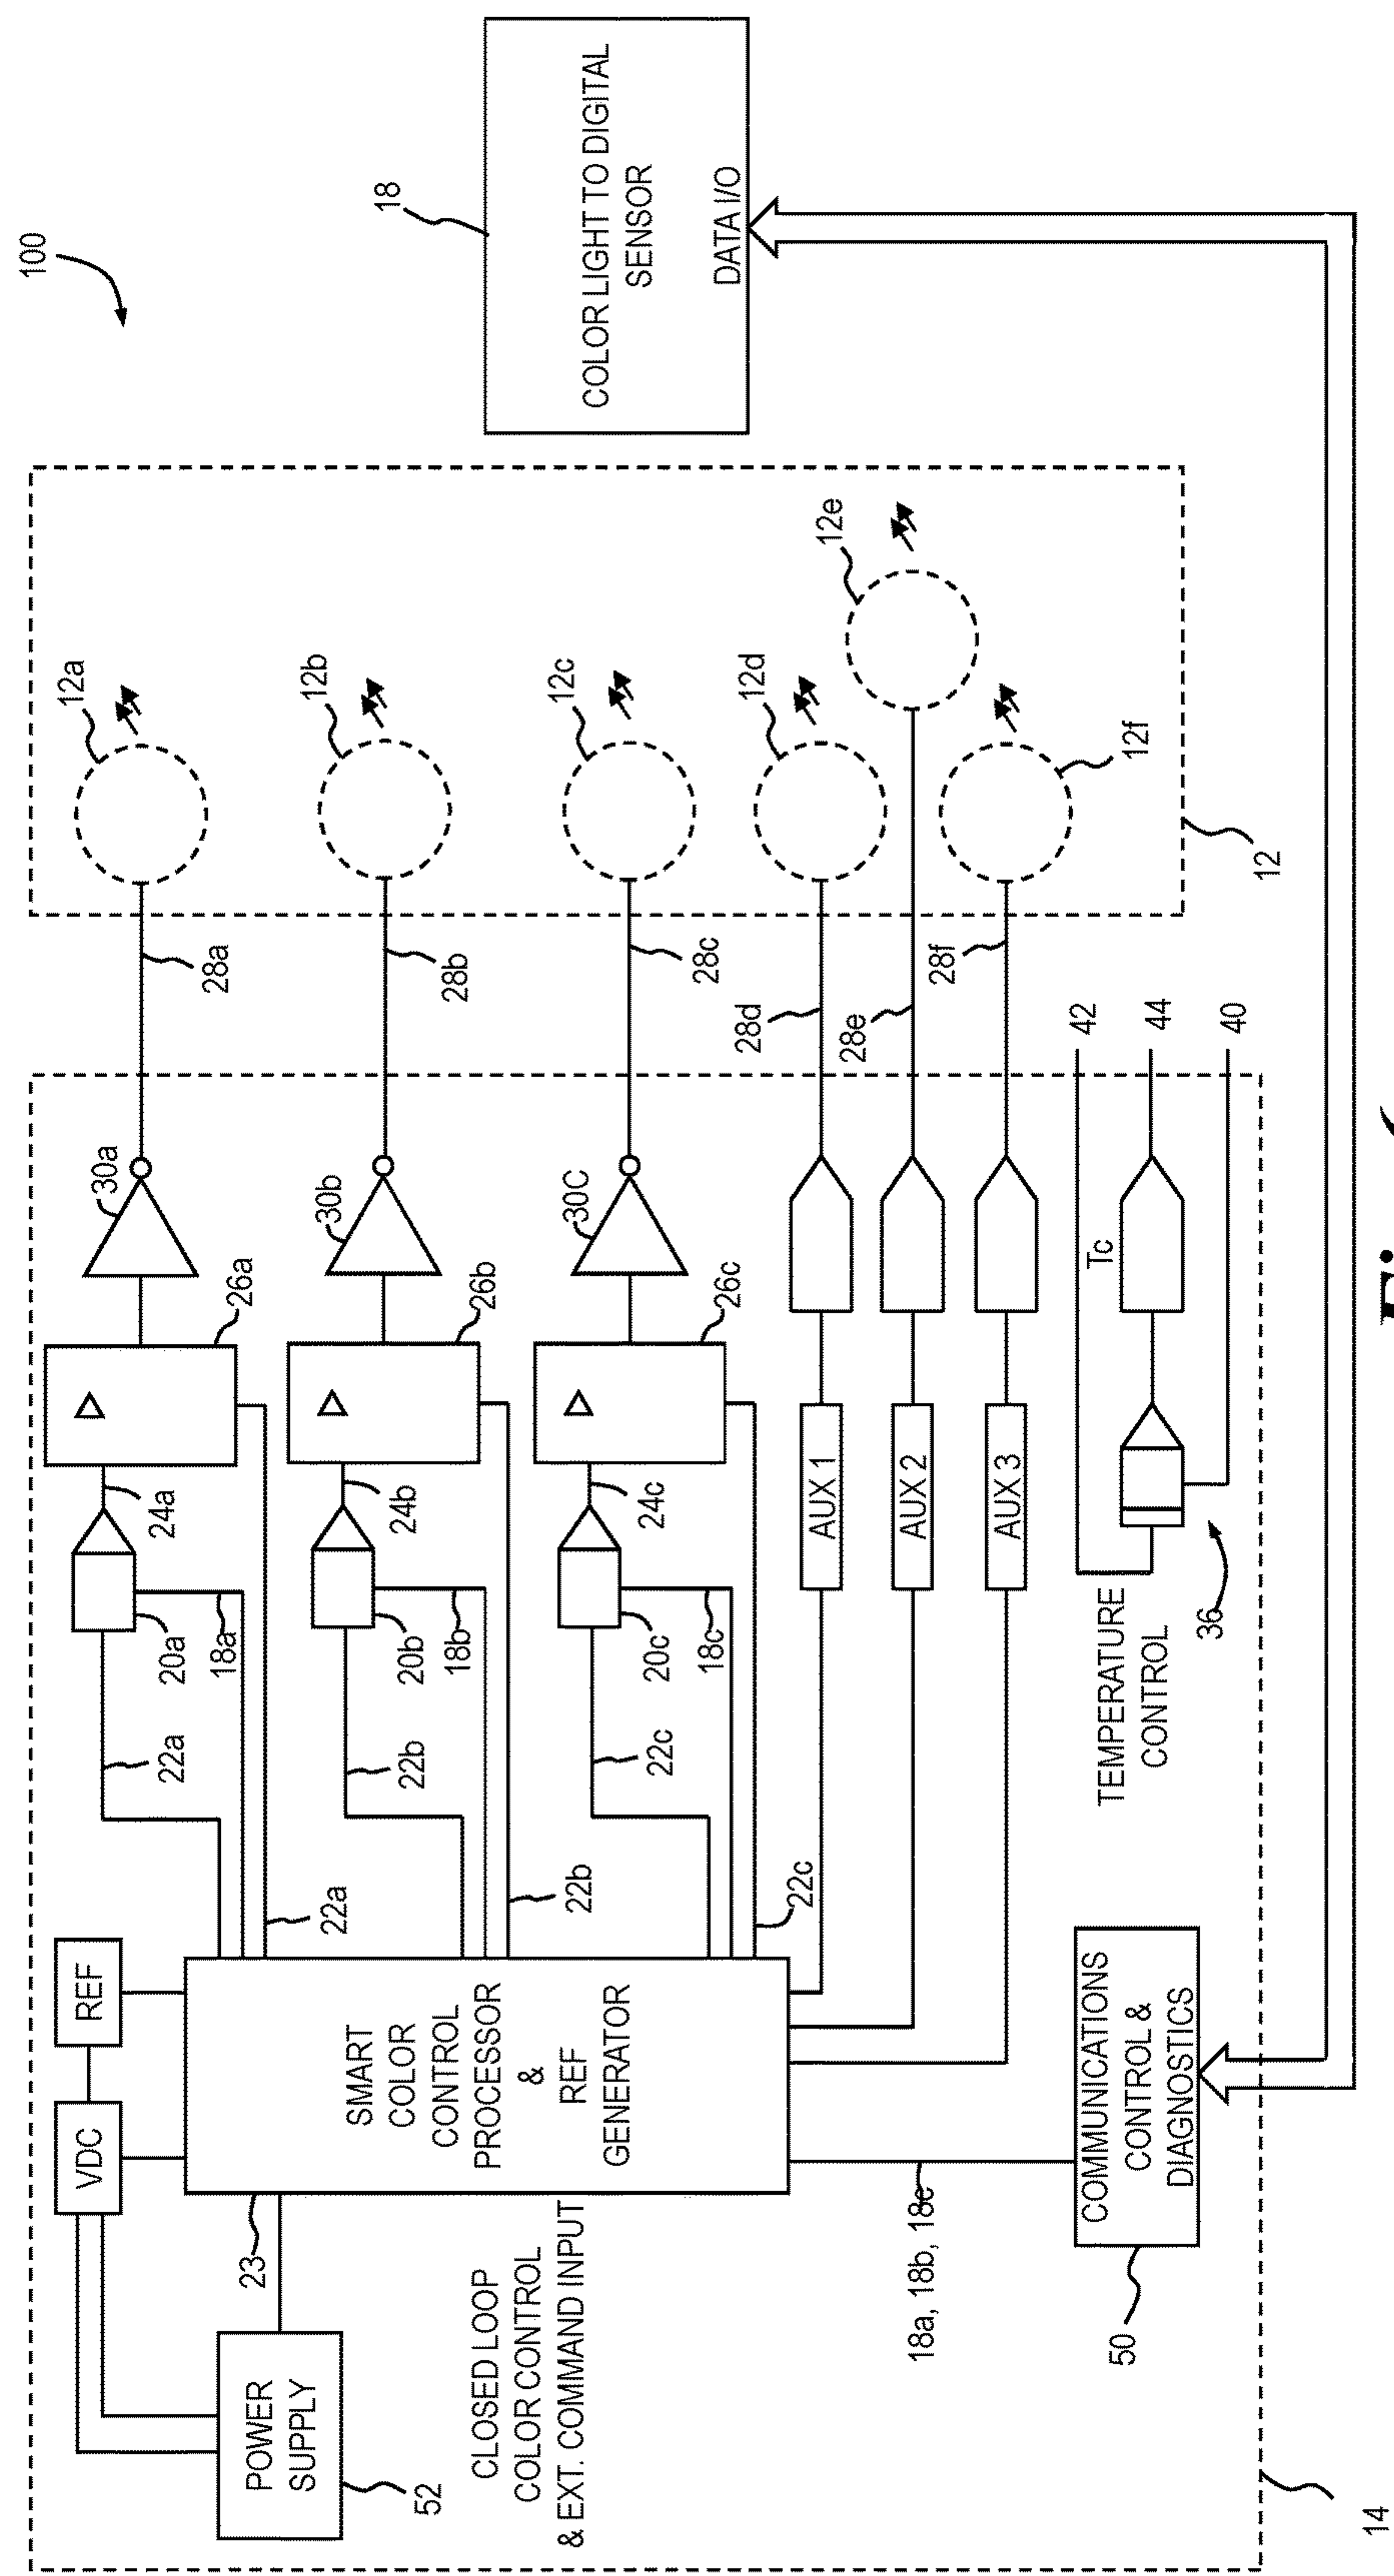 100
18
COLOR LIGHT TO DIGITAL
SENSOR
DATA I/O
12a
12b
12c
12d
12e
12f
12
28a
28b
28c
28d
28e
28f
42
44
40
30a
30b
30C
26a
26b
26c
24a
24b
24c
20a
18a
20b
18b
20c
18c
22a
22b
22c
22a
22b
22c
AUX 1
AUX 2
AUX 3
Tc
TEMPERATURE
CONTROL
36
REF
VDC
SMART
COLOR
CONTROL
PROCESSOR
&
REF
GENERATOR
23
POWER
SUPPLY
52
CLOSED LOOP
COLOR CONTROL
& EXT. COMMAND INPUT
18a, 18b, 18c
COMMUNICATIONS
CONTROL &
DIAGNOSTICS
50
14